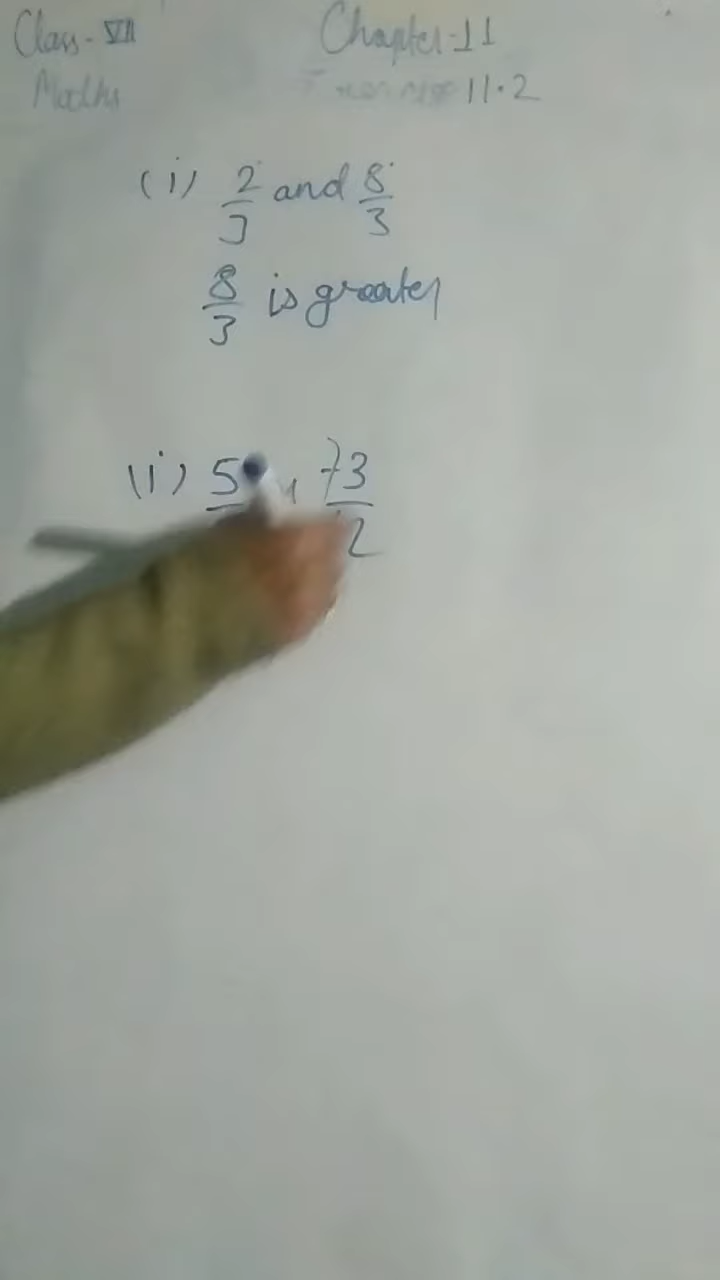 Class-VII
Chapter-11
Maths
11.2
(i) 2/3 and 8/3
8/3 is greater
(i) 5 73
2